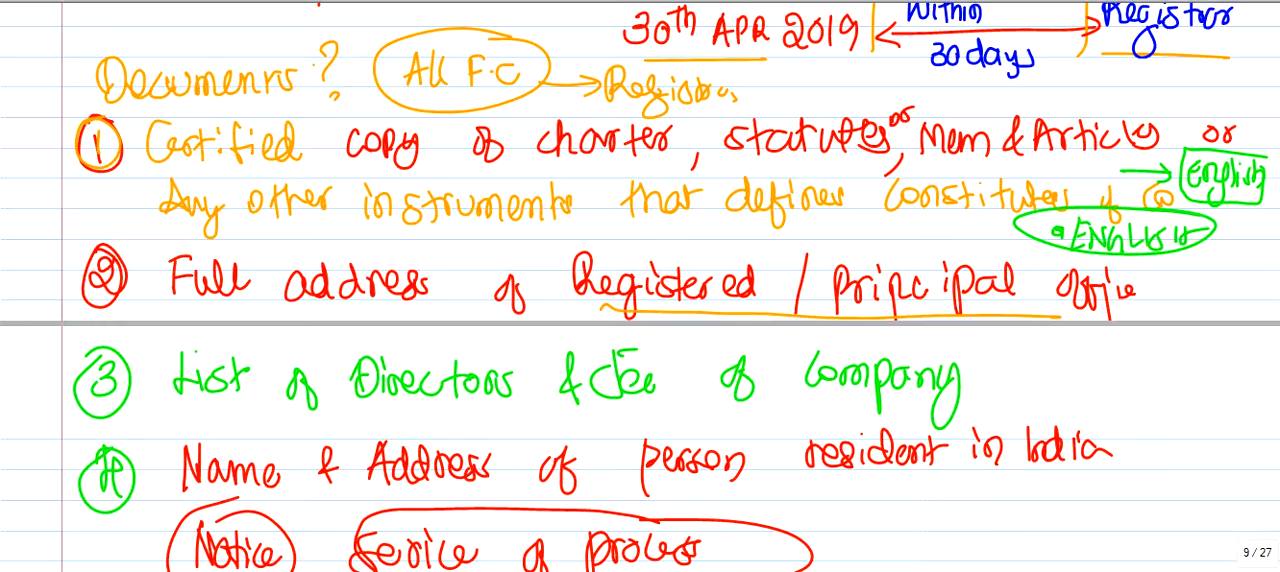 30th APR 2019 Within 30 days Registrar
Documents? All F.C → Registrar
① Certified copy of charter, statutes, or Mem & Articles or
Any other instruments that defines Constitutes of Co → English
ENGLISH
② Full address of Registered / Principal office
③ List of Directors & Sec of Company
④ Name & Address of person resident in India
Notice Service of process
9 / 27